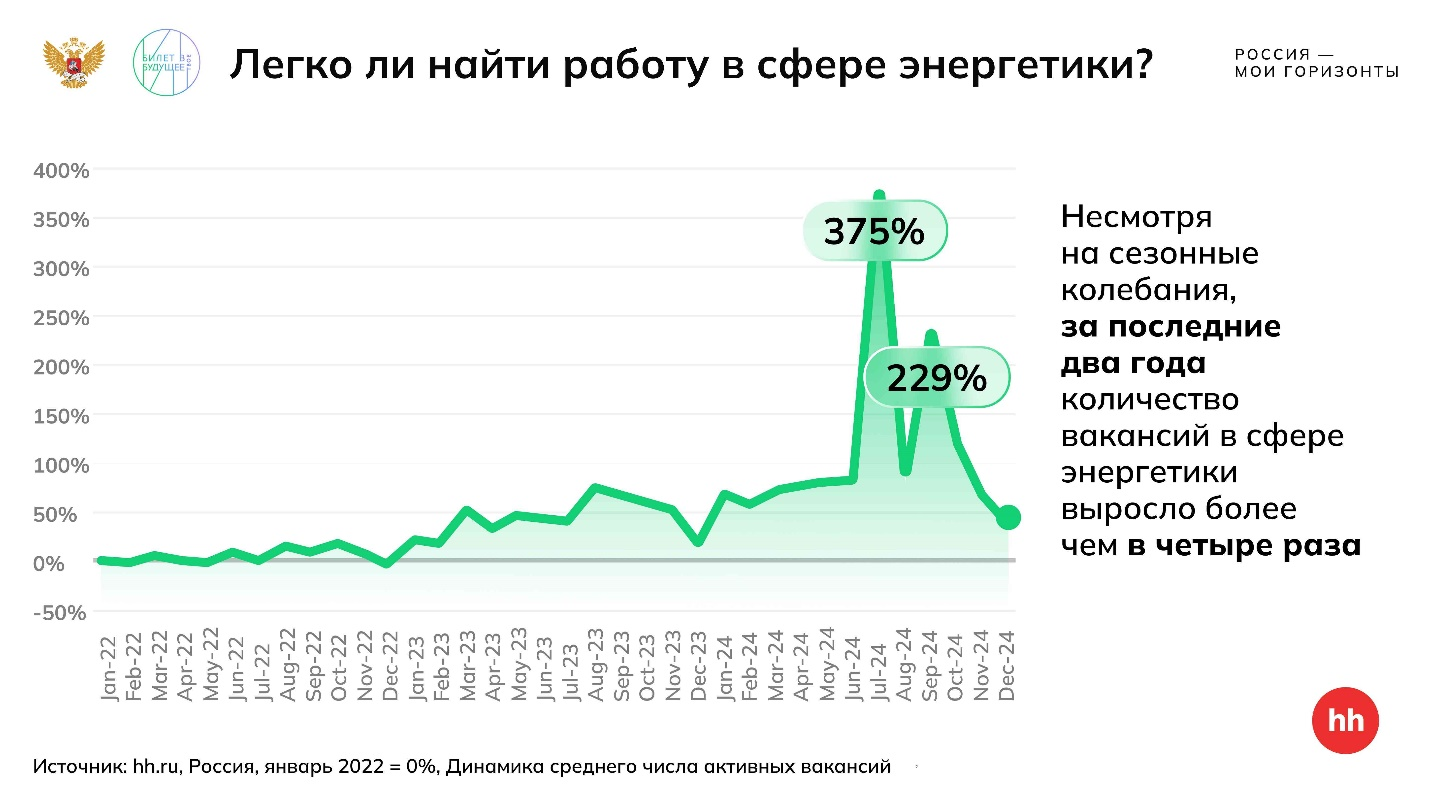 БИЛЕТ В
БУДУЩЕЕ
ТВОЁ
Легко ли найти работу в сфере энергетики?
РОССИЯ —
МОИ ГОРИЗОНТЫ
400%
350%
300%
250%
200%
150%
100%
50%
0%
-50%
375%
229%
Jan-22
Feb-22
Mar-22
Apr-22
May-22
Jun-22
Jul-22
Aug-22
Sep-22
Oct-22
Nov-22
Dec-22
Jan-23
Feb-23
Mar-23
Apr-23
May-23
Jun-23
Jul-23
Aug-23
Sep-23
Oct-23
Nov-23
Dec-23
Jan-24
Feb-24
Mar-24
Apr-24
May-24
Jun-24
Jul-24
Aug-24
Sep-24
Oct-24
Nov-24
Dec-24
Несмотря
на сезонные
колебания,
за последние
два года
количество
вакансий в сфере
энергетики
выросло более
чем в четыре раза
hh
Источник: hh.ru, Россия, январь 2022 = 0%, Динамика среднего числа активных вакансий